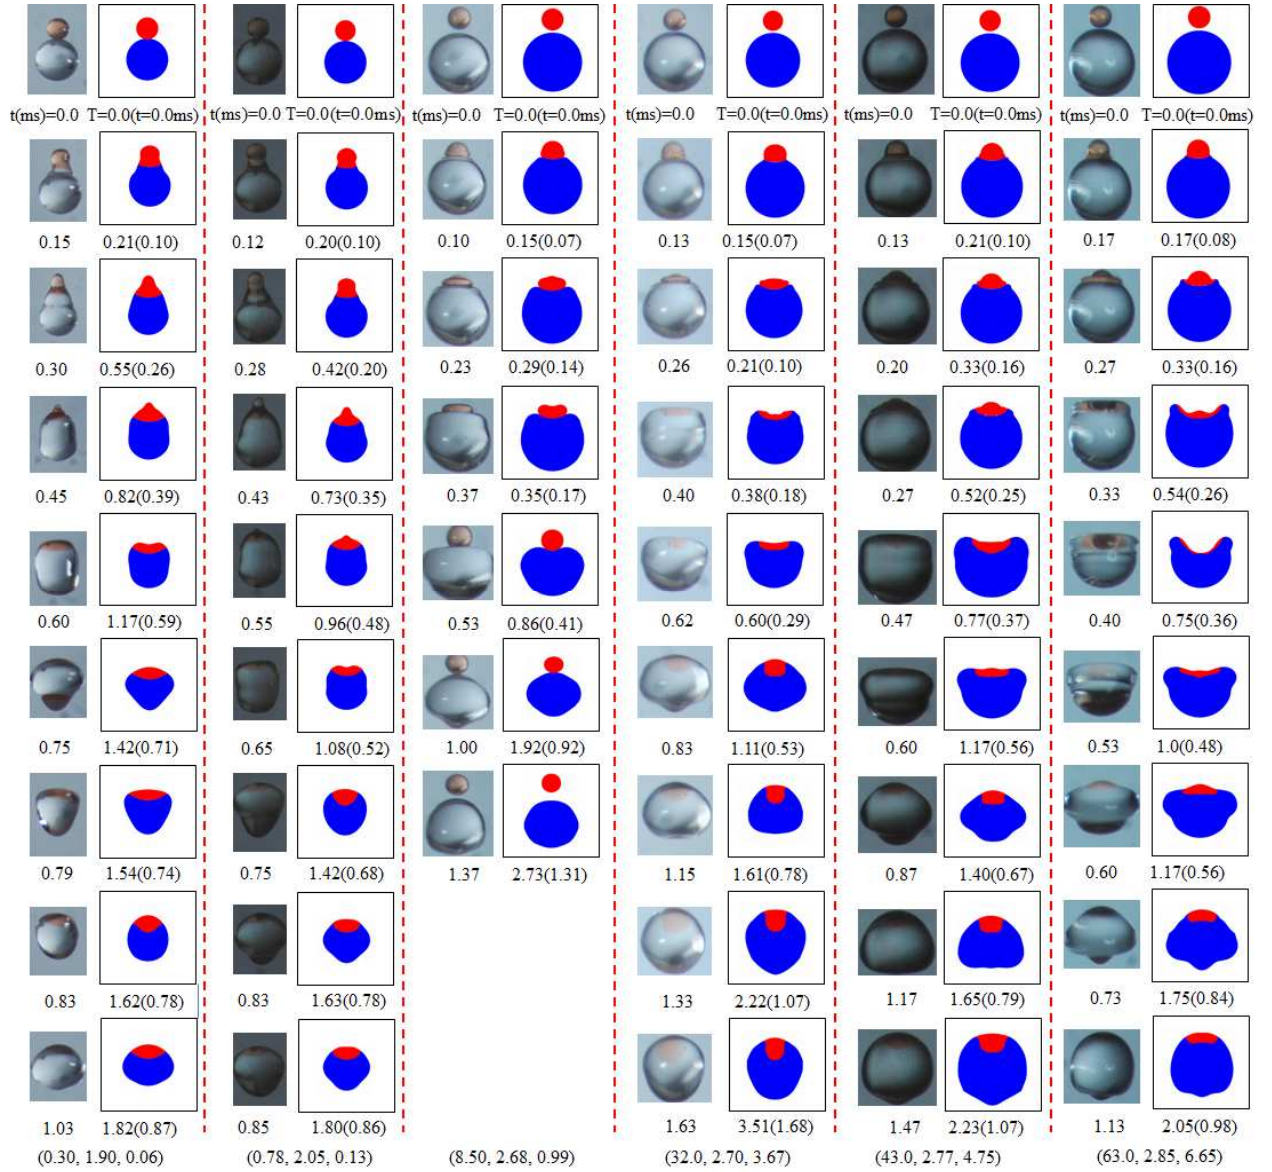 t(ms)=0.0 T=0.0(t=0.0ms) t(ms)=0.0 T=0.0(t=0.0ms) t(ms)=0.0 T=0.0(t=0.0ms) t(ms)=0.0 T=0.0(t=0.0ms) t(ms)=0.0 T=0.0(t=0.0ms) t(ms)=0.0 T=0.0(t=0.0ms)
0.15 0.21(0.10) 0.12 0.20(0.10) 0.10 0.15(0.07) 0.13 0.15(0.07) 0.13 0.21(0.10) 0.17 0.17(0.08)
0.30 0.55(0.26) 0.28 0.42(0.20) 0.23 0.29(0.14) 0.26 0.21(0.10) 0.20 0.33(0.16) 0.27 0.33(0.16)
0.45 0.82(0.39) 0.43 0.73(0.35) 0.37 0.35(0.17) 0.40 0.38(0.18) 0.27 0.52(0.25) 0.33 0.54(0.26)
0.60 1.17(0.59) 0.55 0.96(0.48) 0.53 0.86(0.41) 0.62 0.60(0.29) 0.47 0.77(0.37) 0.40 0.75(0.36)
0.75 1.42(0.71) 0.65 1.08(0.52) 1.00 1.92(0.92) 0.83 1.11(0.53) 0.60 1.17(0.56) 0.53 1.0(0.48)
0.79 1.54(0.74) 0.75 1.42(0.68) 1.37 2.73(1.31) 1.15 1.61(0.78) 0.87 1.40(0.67) 0.60 1.17(0.56)
0.83 1.62(0.78) 0.83 1.63(0.78) 1.33 2.22(1.07) 1.17 1.65(0.79) 0.73 1.75(0.84)
1.03 1.82(0.87) 0.85 1.80(0.86) 1.63 3.51(1.68) 1.47 2.23(1.07) 1.13 2.05(0.98)
(0.30, 1.90, 0.06) (0.78, 2.05, 0.13) (8.50, 2.68, 0.99) (32.0, 2.70, 3.67) (43.0, 2.77, 4.75) (63.0, 2.85, 6.65)